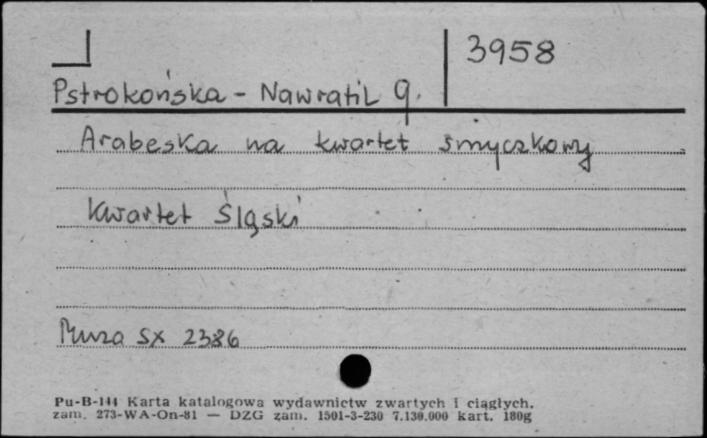 3958
Pstrokońska - Nawratil G.
Arabeska na kwartet smyczkowy
Kwartet Śląski
Muza SX 2386
Pu-B-144 Karta katalogowa wydawnictw zwartych i ciągłych.
zam. 273-WA-On-81 — DZG zam. 1501-3-230 7.130.000 kart. 180g